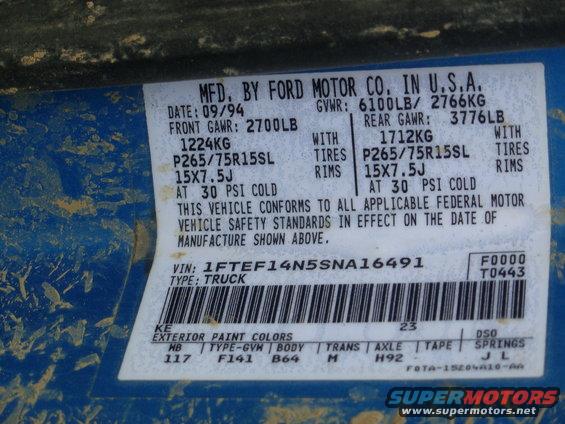 MFD. BY FORD MOTOR CO. IN U.S.A.
DATE: 09/94 GVWR: 6100LB/ 2766KG
FRONT GAWR: 2700LB REAR GAWR: 3776LB
1224KG WITH 1712KG WITH
P265/75R15SL TIRES P265/75R15SL TIRES
15X7.5J RIMS 15X7.5J RIMS
AT 30 PSI COLD AT 30 PSI COLD
THIS VEHICLE CONFORMS TO ALL APPLICABLE FEDERAL MOTOR
VEHICLE SAFETY STANDARDS IN EFFECT ON THE DATE OF
MANUFACTURE SHOWN ABOVE.
VIN: 1FTEF14N5SNA16491 F0000
TYPE: TRUCK T0443
KE 23
EXTERIOR PAINT COLORS DSO
WB TYPE-GVW BODY TRANS AXLE TAPE SPRINGS
117 F141 B64 M H92 J L
F0TA-15204A10-AA
SUPERMOTORS
www.supermotors.net